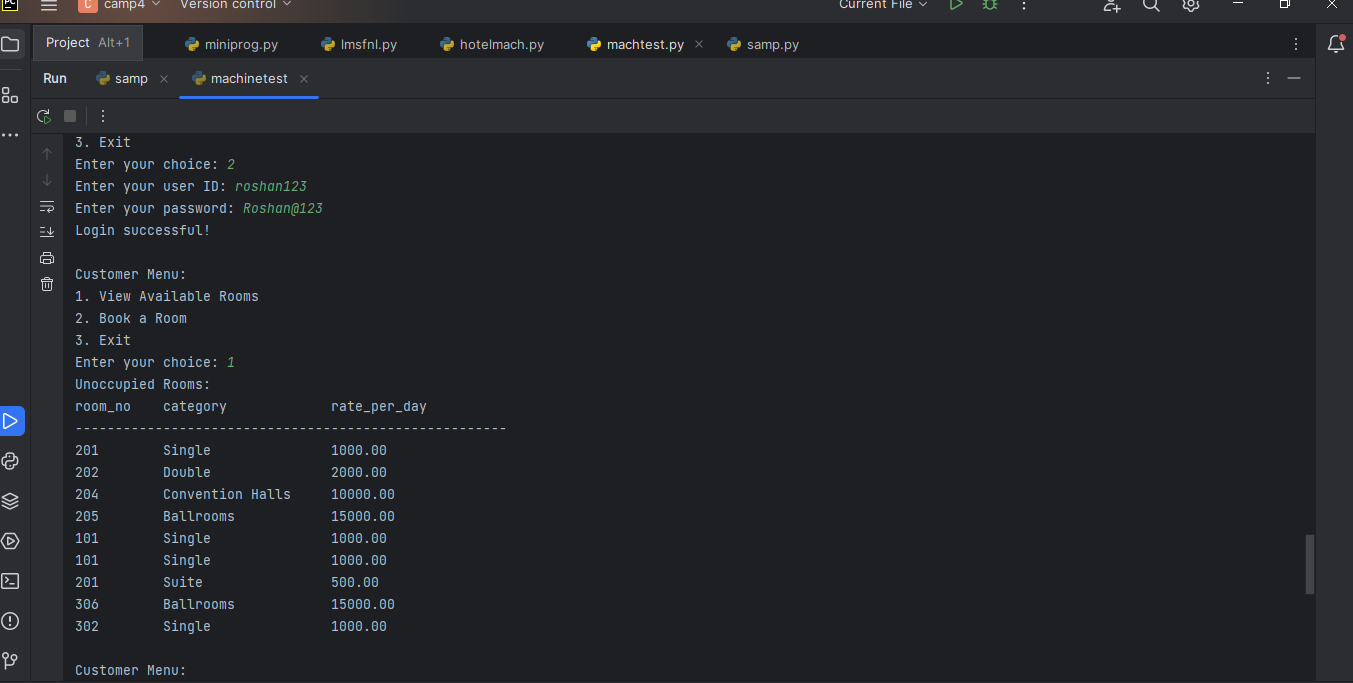 PC C camp4 Version control Current File
Project Alt+1 miniprog.py lmsfnl.py hotelmach.py machtest.py samp.py
Run samp machinetest
3. Exit
Enter your choice: 2
Enter your user ID: roshan123
Enter your password: Roshan@123
Login successful!
Customer Menu:
1. View Available Rooms
2. Book a Room
3. Exit
Enter your choice: 1
Unoccupied Rooms:
room_no category rate_per_day
------------------------------------------------------
201 Single 1000.00
202 Double 2000.00
204 Convention Halls 10000.00
205 Ballrooms 15000.00
101 Single 1000.00
101 Single 1000.00
201 Suite 500.00
306 Ballrooms 15000.00
302 Single 1000.00
Customer Menu: